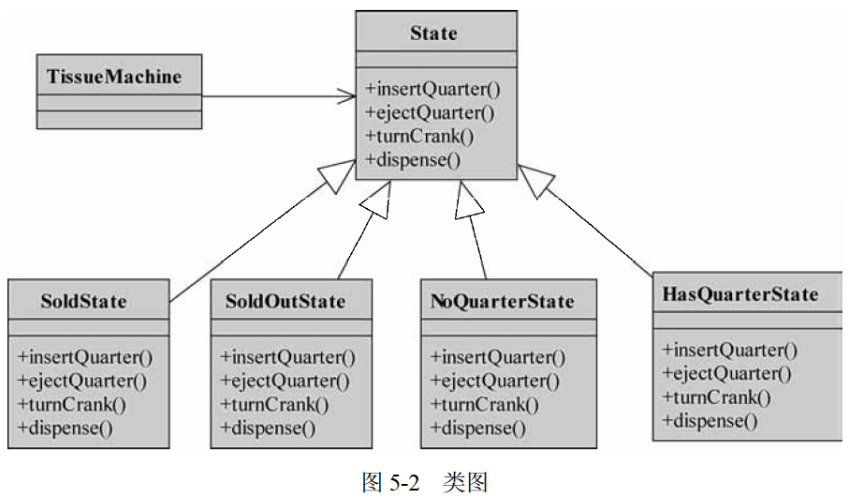 State
+insertQuarter()
+ejectQuarter()
+turnCrank()
+dispense()
TissueMachine
SoldState
+insertQuarter()
+ejectQuarter()
+turnCrank()
+dispense()
SoldOutState
+insertQuarter()
+ejectQuarter()
+turnCrank()
+dispense()
NoQuarterState
+insertQuarter()
+ejectQuarter()
+turnCrank()
+dispense()
HasQuarterState
+insertQuarter()
+ejectQuarter()
+turnCrank()
+dispense()
图 5-2 类图